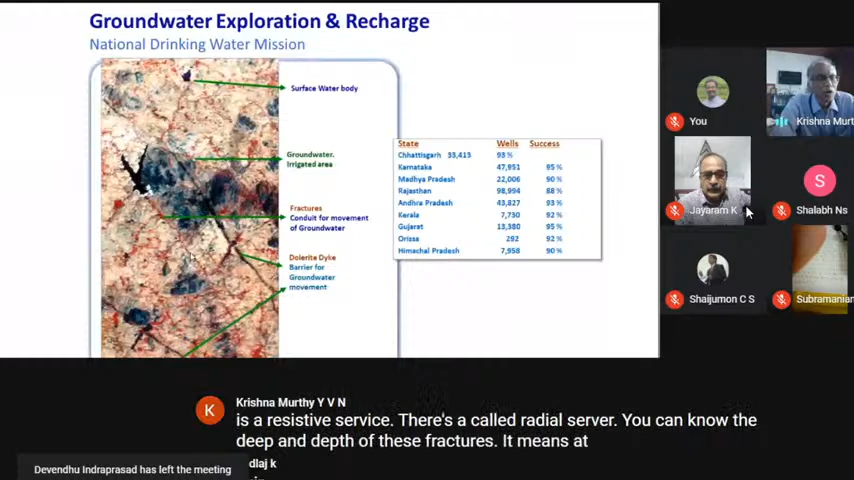 Groundwater Exploration & Recharge
National Drinking Water Mission
Surface Water body
Groundwater.
Irrigated area
Fractures
Conduit for movement
of Groundwater
Dolerite Dyke
Barrier for
Groundwater
movement
State Wells Success
Chhattisgarh 33,413 93 %
Karnataka 47,951 95 %
Madhya Pradesh 22,006 90 %
Rajasthan 98,994 88 %
Andhra Pradesh 43,827 93 %
Kerala 7,730 92 %
Gujarat 13,380 95 %
Orissa 292 92 %
Himachal Pradesh 7,958 90 %
You
Krishna Murt
Jayaram K
S
Shalabh Ns
Shaijumon C S
Subramanian
K
Krishna Murthy Y V N
is a resistive service. There's a called radial server. You can know the
deep and depth of these fractures. It means at
dlaj k
Devendhu Indraprasad has left the meeting